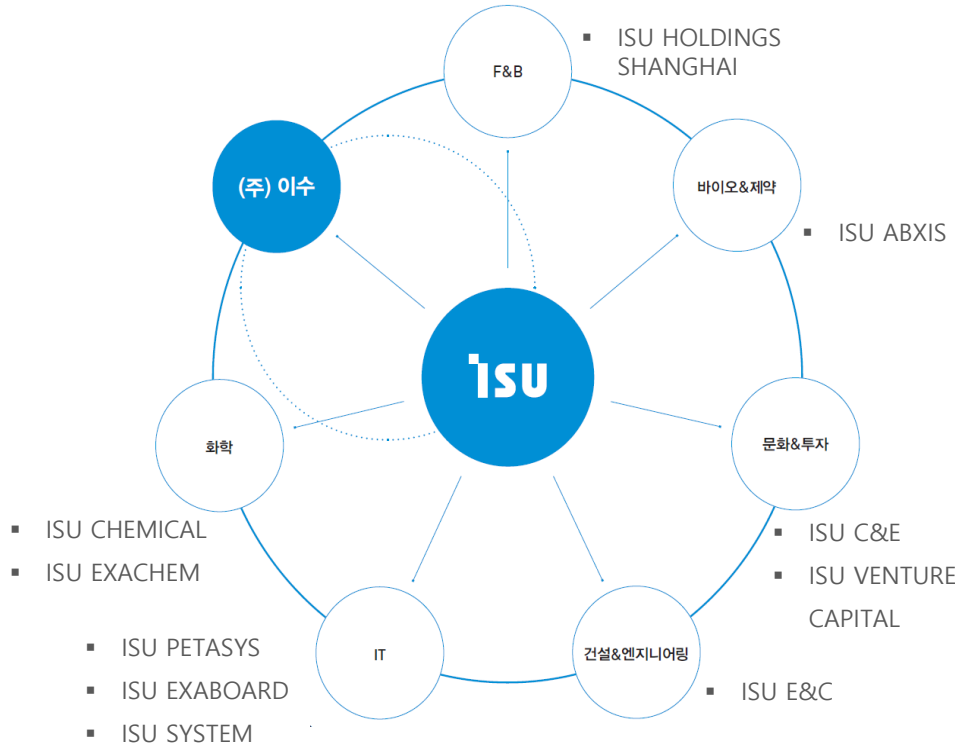 F&B
▪ ISU HOLDINGS
SHANGHAI
(주) 이수
바이오&제약
▪ ISU ABXIS
ISU
화학
문화&투자
▪ ISU CHEMICAL
▪ ISU EXACHEM
▪ ISU C&E
▪ ISU VENTURE
CAPITAL
IT
▪ ISU PETASYS
▪ ISU EXABOARD
▪ ISU SYSTEM
건설&엔지니어링
▪ ISU E&C